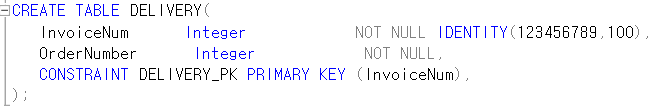 CREATE TABLE DELIVERY(
InvoiceNum Integer NOT NULL IDENTITY(123456789,100),
OrderNumber Integer NOT NULL,
CONSTRAINT DELIVERY_PK PRIMARY KEY (InvoiceNum),
);